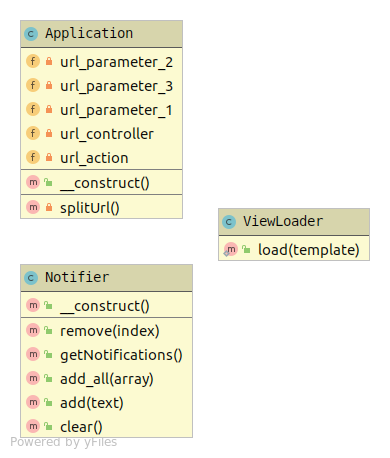 Application
url_parameter_2
url_parameter_3
url_parameter_1
url_controller
url_action
__construct()
splitUrl()
ViewLoader
load(template)
Notifier
__construct()
remove(index)
getNotifications()
add_all(array)
add(text)
clear()
Powered by yFiles